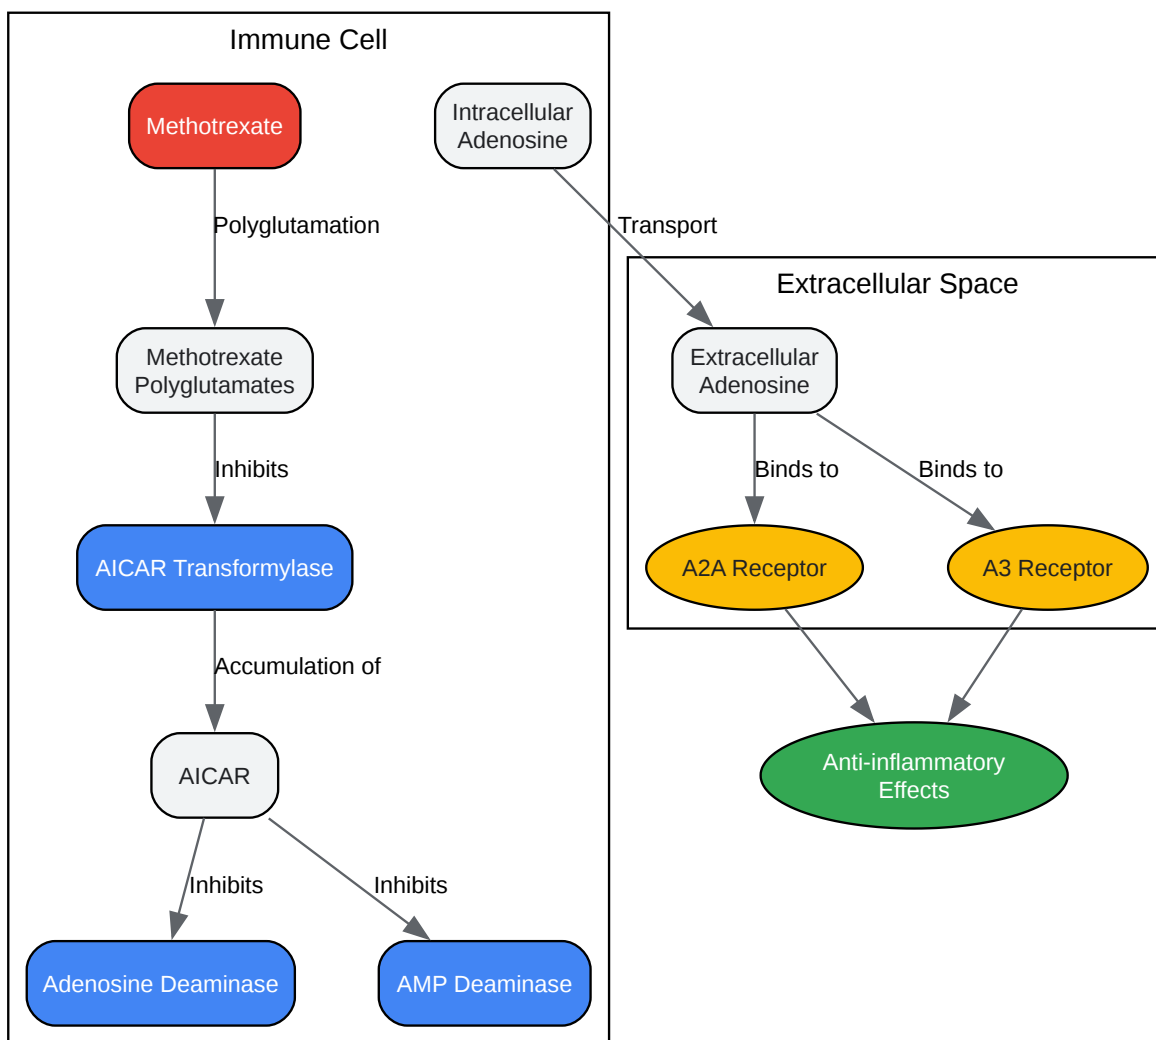 Immune Cell
Methotrexate
Intracellular
Adenosine
Polyglutamation
Transport
Extracellular Space
Methotrexate
Polyglutamates
Extracellular
Adenosine
Inhibits
Binds to
Binds to
AICAR Transformylase
A2A Receptor
A3 Receptor
Accumulation of
AICAR
Anti-inflammatory
Effects
Inhibits
Inhibits
Adenosine Deaminase
AMP Deaminase